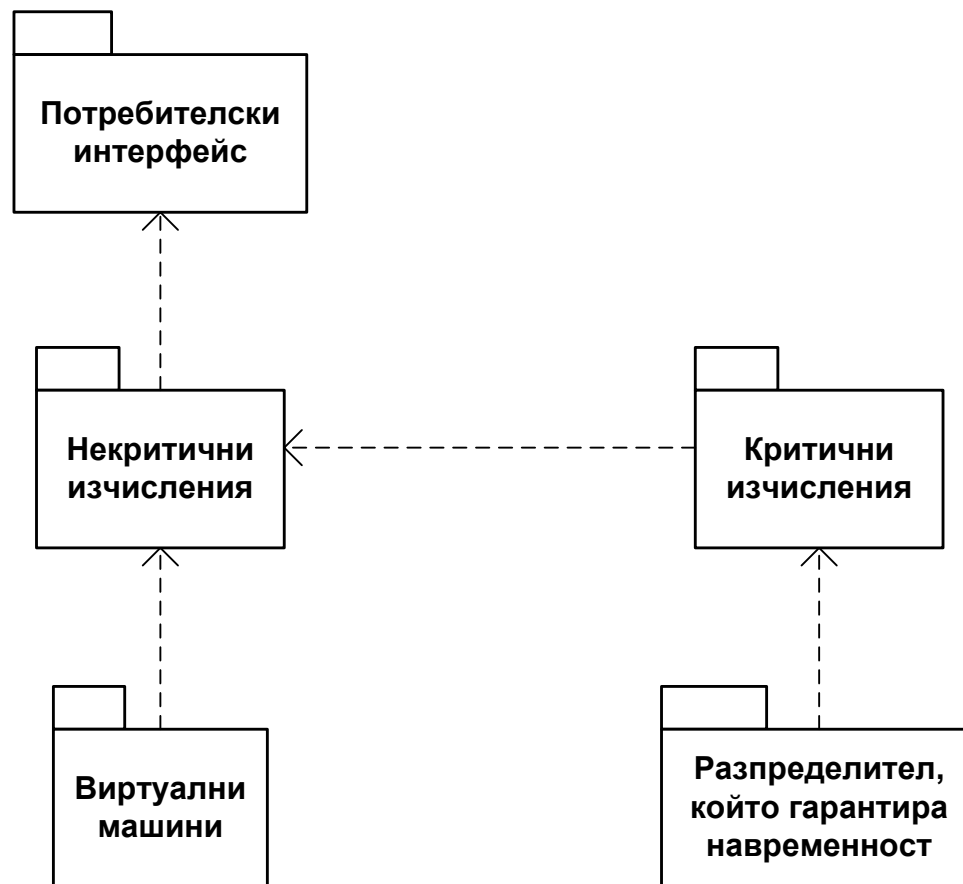 Потребителски
интерфейс
Некритични
изчисления
Критични
изчисления
Виртуални
машини
Разпределител,
който гарантира
навременност